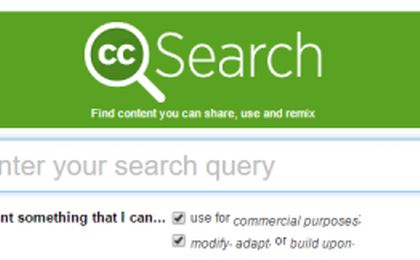 cc Search
Find content you can share, use and remix
nter your search query
nt something that I can... use for commercial purposes;
modify, adapt, or build upon.